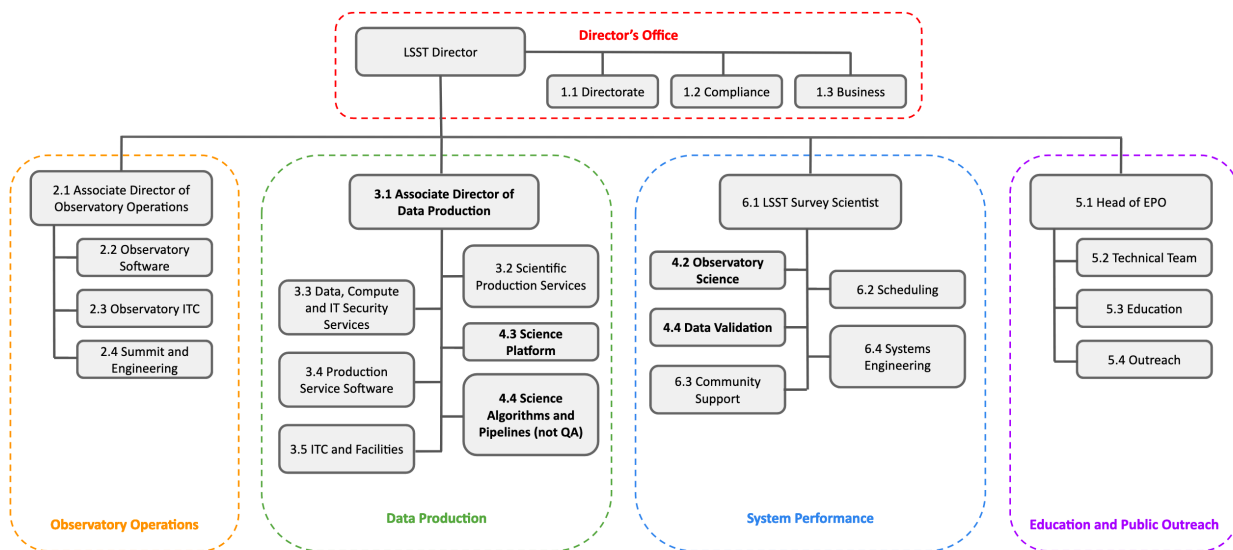 Director's Office
LSST Director
1.1 Directorate
1.2 Compliance
1.3 Business
2.1 Associate Director of
Observatory Operations
2.2 Observatory
Software
2.3 Observatory ITC
2.4 Summit and
Engineering
Observatory Operations
3.1 Associate Director of
Data Production
3.2 Scientific
Production Services
3.3 Data, Compute
and IT Security
Services
4.3 Science
Platform
3.4 Production
Service Software
4.4 Science
Algorithms and
Pipelines (not QA)
3.5 ITC and Facilities
Data Production
6.1 LSST Survey Scientist
4.2 Observatory
Science
6.2 Scheduling
4.4 Data Validation
6.4 Systems
Engineering
6.3 Community
Support
System Performance
5.1 Head of EPO
5.2 Technical Team
5.3 Education
5.4 Outreach
Education and Public Outreach